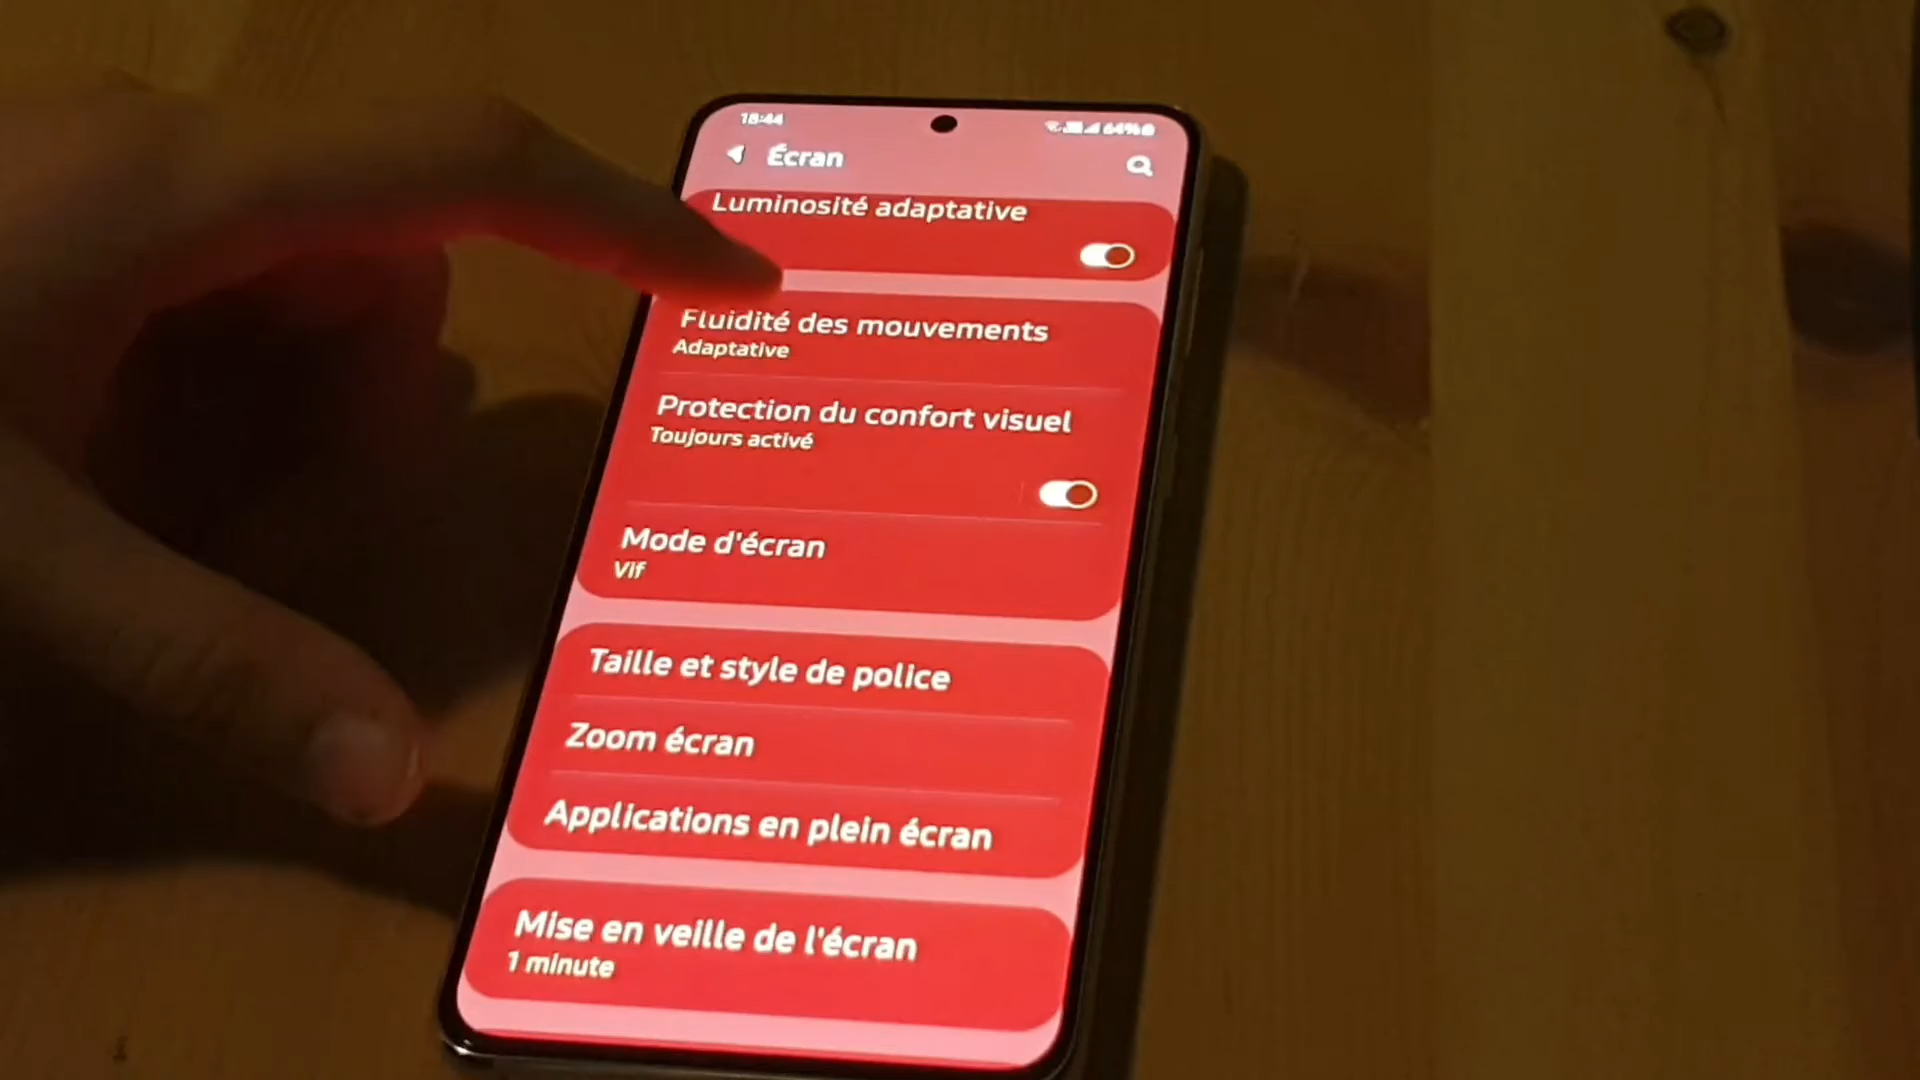 18:44
64%
Écran
Luminosité adaptative
Fluidité des mouvements
Adaptative
Protection du confort visuel
Toujours activé
Mode d'écran
Vif
Taille et style de police
Zoom écran
Applications en plein écran
Mise en veille de l'écran
1 minute